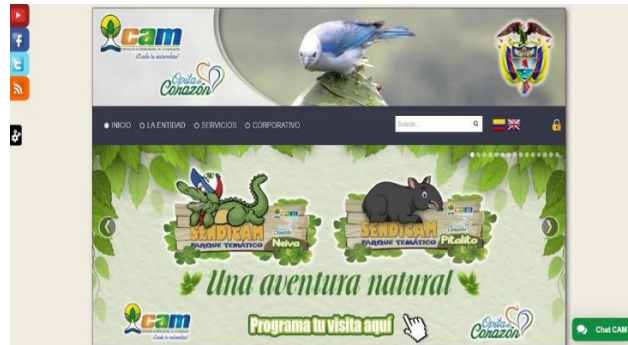 cam
¡Cuida tu naturaleza!
Opita de
Corazón
INICIO
LA ENTIDAD
SERVICIOS
CORPORATIVO
Buscar...
SENDICAM
PARQUE TEMÁTICO
Neiva
SENDICAM
PARQUE TEMÁTICO
Pitalito
Una aventura natural
cam
Programa tu visita aquí
Opita de
Corazón
Chat CAM